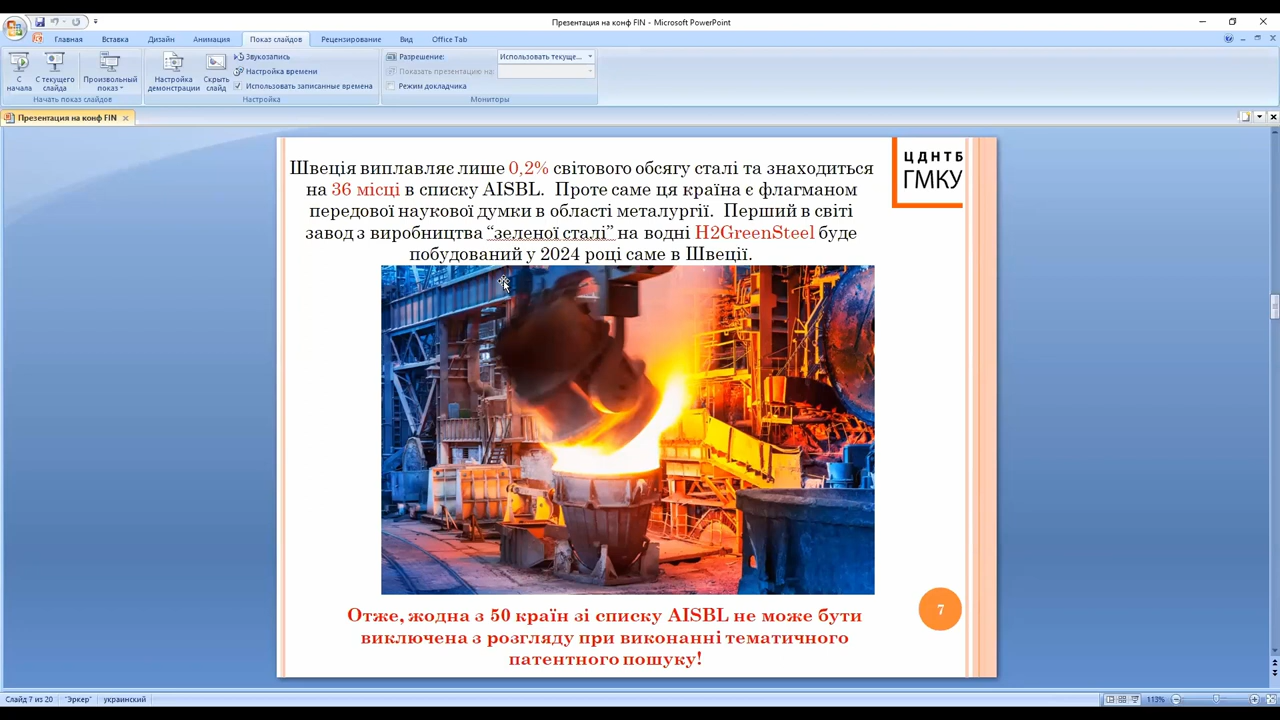 Презентация на конф FIN - Microsoft PowerPoint
Главная Вставка Дизайн Анимация Показ слайдов Рецензирование Вид Office Tab
С начала
С текущего слайда
Произвольный показ
Начать показ слайдов
Настройка демонстрации
Скрыть слайд
Звукозапись
Настройка времени
Использовать записанные времена
Настройка
Разрешение: Использовать текуще...
Показать презентацию на:
Режим докладчика
Мониторы
Презентация на конф FIN
Швеція виплавляє лише 0,2% світового обсягу сталі та знаходиться
на 36 місці в списку AISBL. Проте саме ця країна є флагманом
передової наукової думки в області металургії. Перший в світі
завод з виробництва “зеленої сталі” на водні H2GreenSteel буде
побудований у 2024 році саме в Швеції.
ЦДНТБ
ГМКУ
Отже, жодна з 50 країн зі списку AISBL не може бути
виключена з розгляду при виконанні тематичного
патентного пошуку!
7
Слайд 7 из 20 "Эркер" украинский 113%